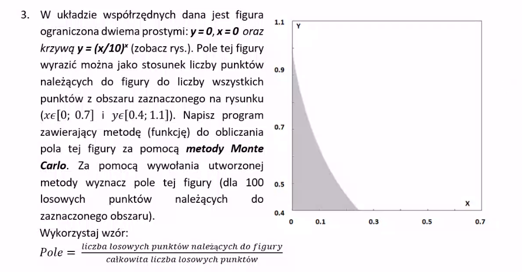 3. W układzie współrzędnych dana jest figura
ograniczona dwiema prostymi: y = 0, x = 0 oraz
krzywą y = (x/10)ˣ (zobacz rys.). Pole tej figury
wyrazić można jako stosunek liczby punktów
należących do figury do liczby wszystkich
punktów z obszaru zaznaczonego na rysunku
(xϵ[0; 0.7] i yϵ[0.4; 1.1]). Napisz program
zawierający metodę (funkcję) do obliczania
pola tej figury za pomocą metody Monte
Carlo. Za pomocą wywołania utworzonej
metody wyznacz pole tej figury (dla 100
losowych punktów należących do
zaznaczonego obszaru).
Wykorzystaj wzór:
Pole = liczba losowych punktów należących do figury
całkowita liczba losowych punktów
1.1
Y
0.9
0.7
0.5
0.4
X
0 0.1 0.3 0.5 0.7